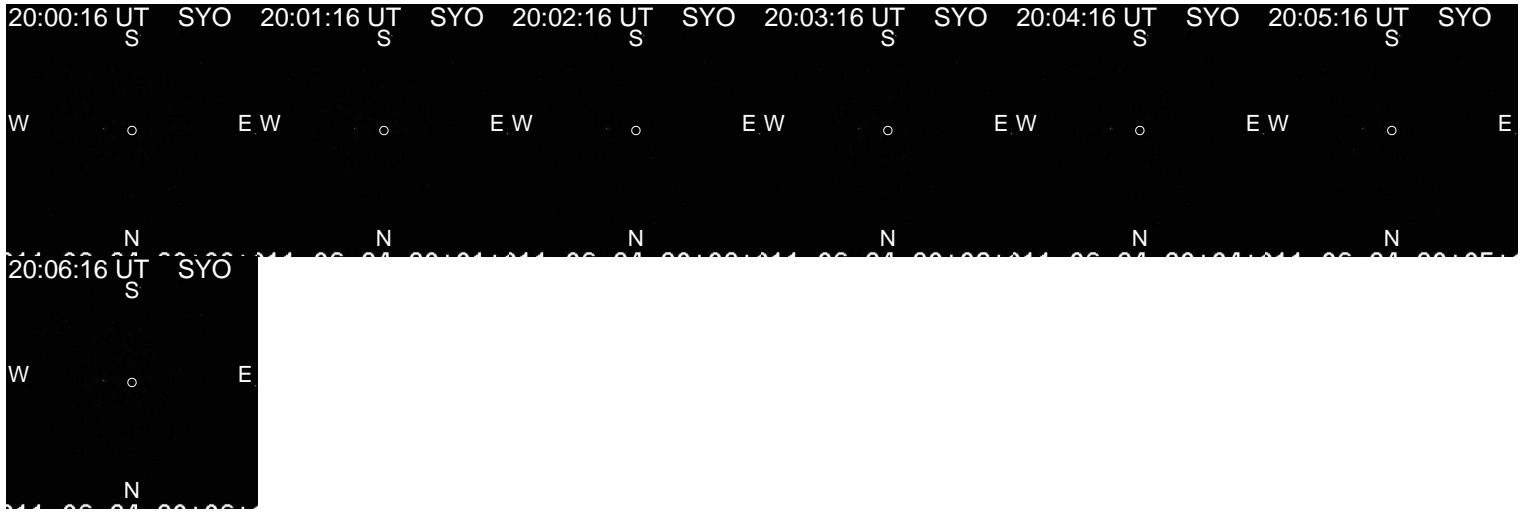 20:00:16 UT SYO 20:01:16 UT SYO 20:02:16 UT SYO 20:03:16 UT SYO 20:04:16 UT SYO 20:05:16 UT SYO
S S S S S S
W E W E W E W E W E W E
N N N N N N
20:06:16 UT SYO
S
W E
N